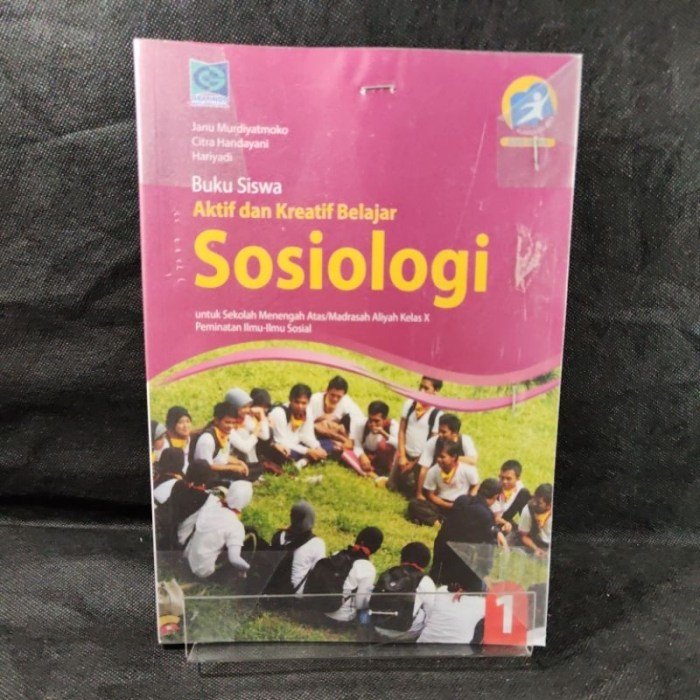 Janu Murdiyatmoko
Citra Handayani
Hariyadi
Buku Siswa
Aktif dan Kreatif Belajar
Sosiologi
untuk Sekolah Menengah Atas/Madrasah Aliyah Kelas X
Peminatan Ilmu-Ilmu Sosial
1